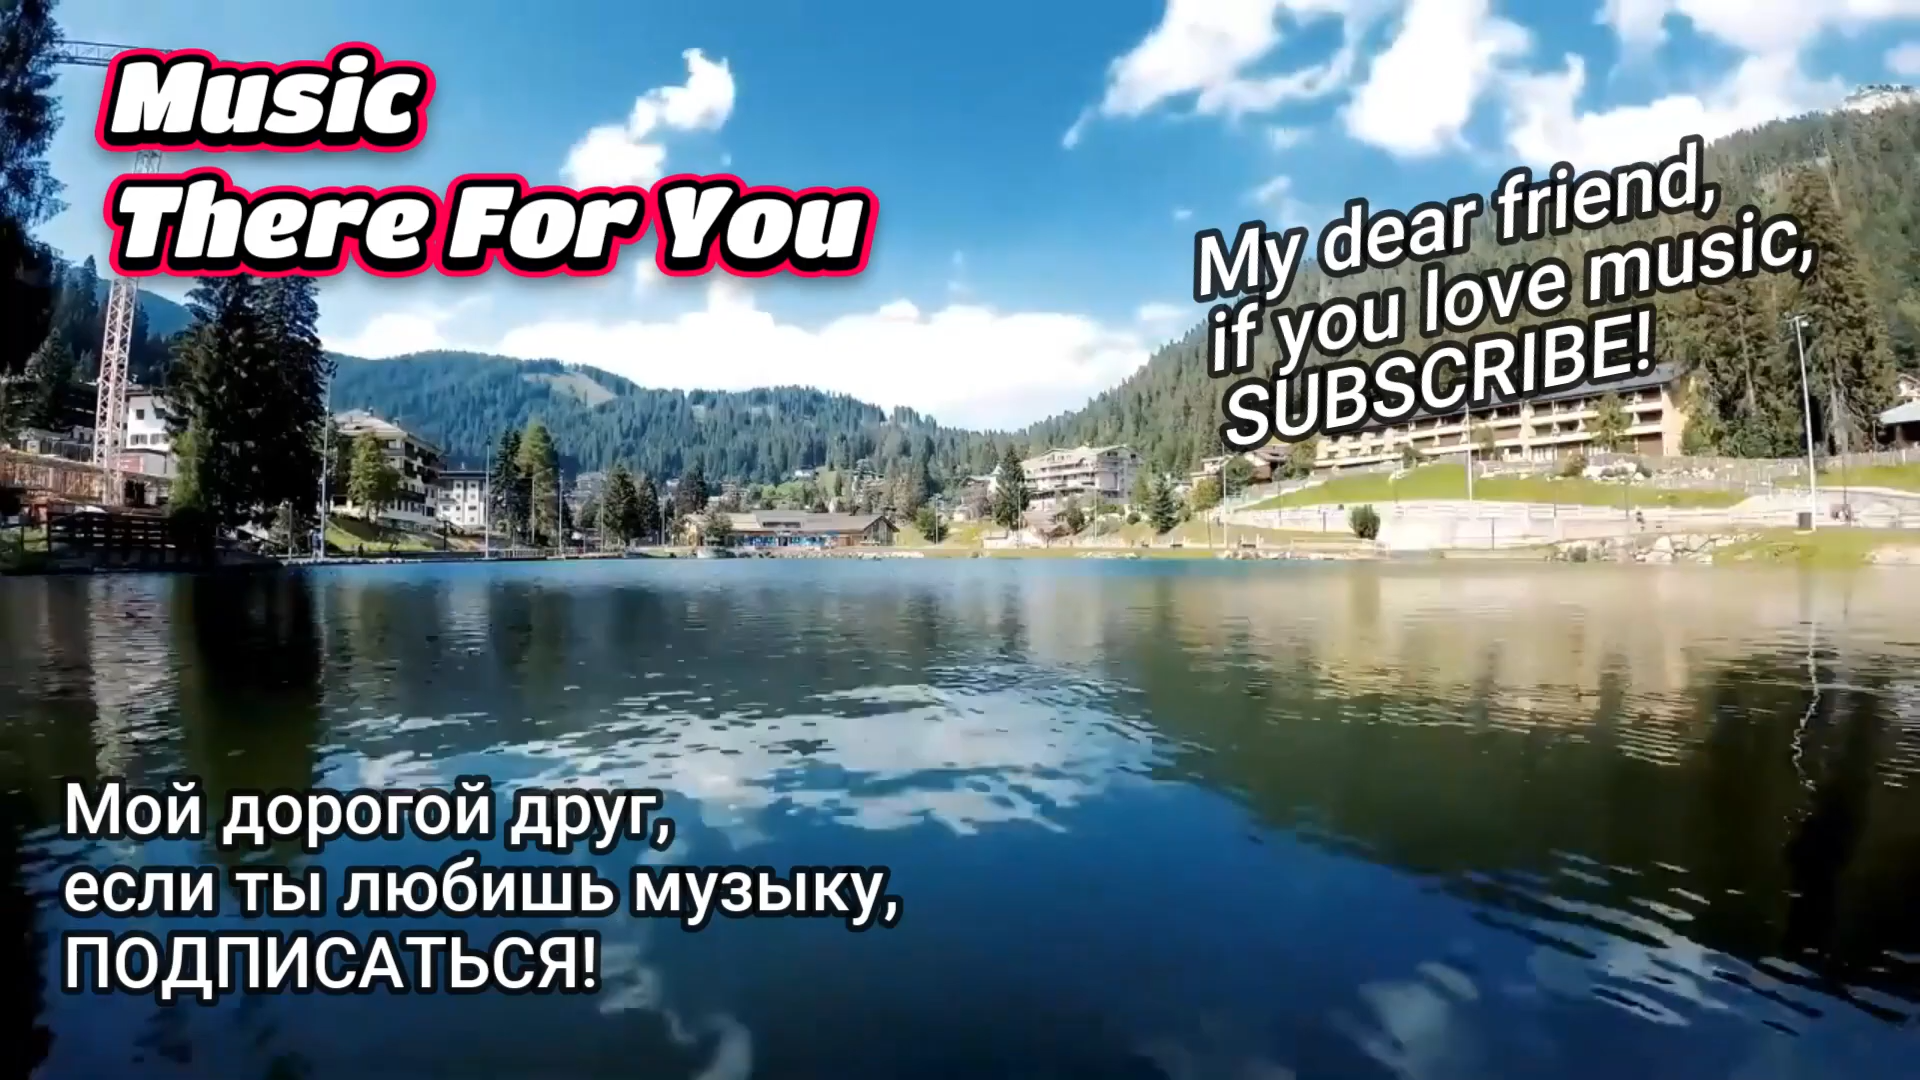 Music
There For You
My dear friend,
if you love music,
SUBSCRIBE!
Мой дорогой друг,
если ты любишь музыку,
ПОДПИСАТЬСЯ!